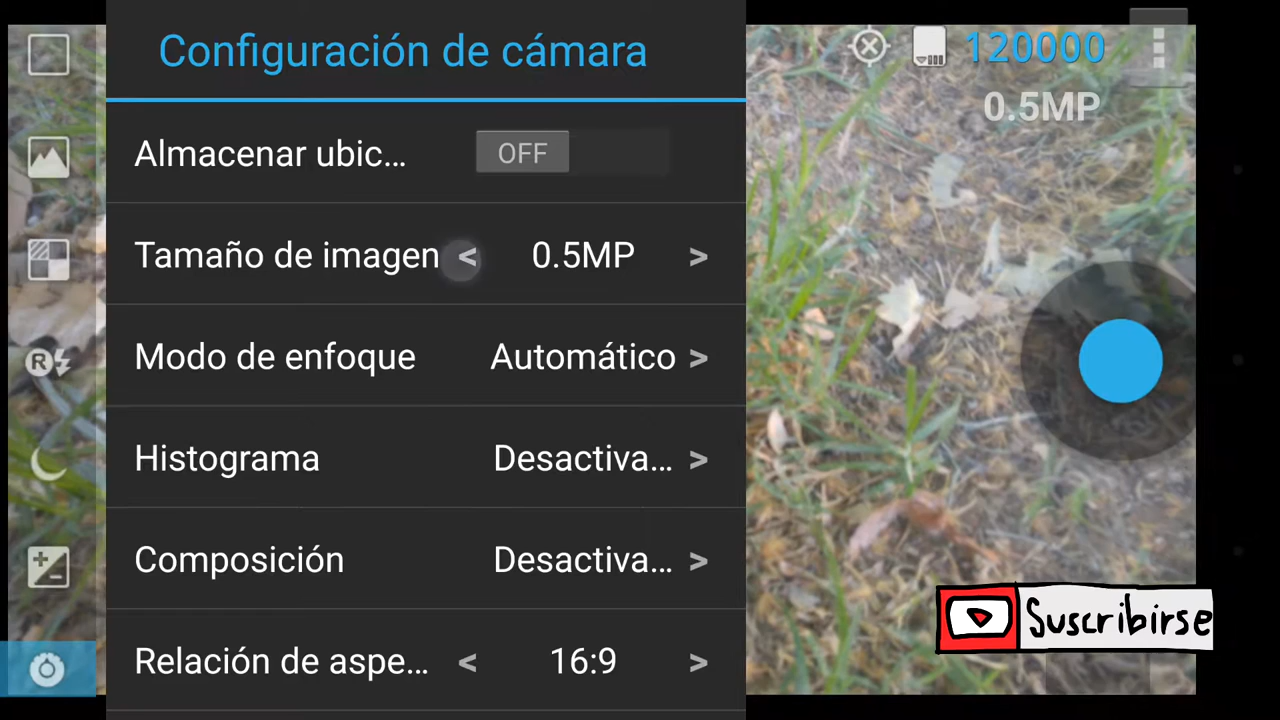 Configuración de cámara
120000
0.5MP
Almacenar ubic...
OFF
Tamaño de imagen < 0.5MP >
Modo de enfoque Automático >
Histograma Desactiva... >
Composición Desactiva... >
Relación de aspe... < 16:9 >
R
Suscribirse